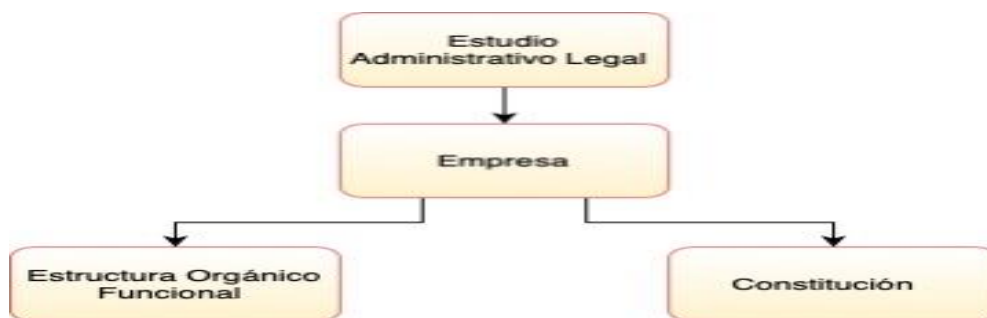 Estudio
Administrativo Legal
Empresa
Estructura Orgánico
Funcional
Constitución